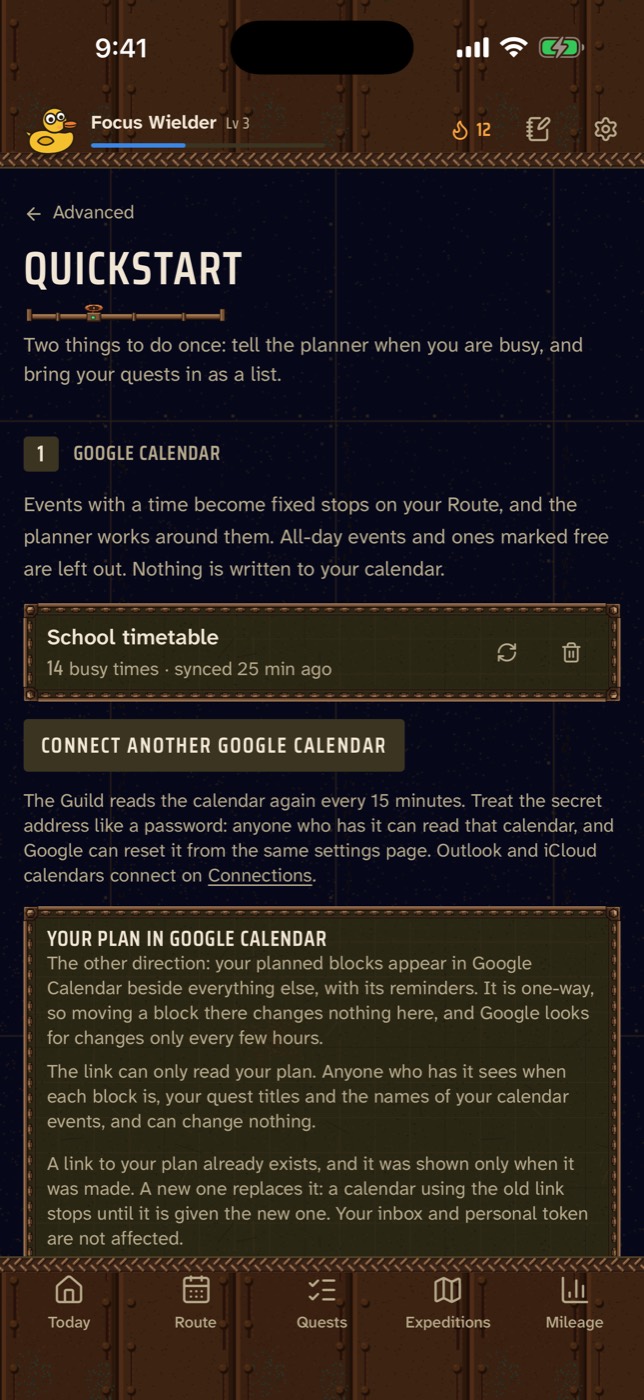 9:41
Focus Wielder Lv 3
12
Advanced
QUICKSTART
Two things to do once: tell the planner when you are busy, and
bring your quests in as a list.
1 GOOGLE CALENDAR
Events with a time become fixed stops on your Route, and the
planner works around them. All-day events and ones marked free
are left out. Nothing is written to your calendar.
School timetable
14 busy times · synced 25 min ago
CONNECT ANOTHER GOOGLE CALENDAR
The Guild reads the calendar again every 15 minutes. Treat the secret
address like a password: anyone who has it can read that calendar, and
Google can reset it from the same settings page. Outlook and iCloud
calendars connect on Connections.
YOUR PLAN IN GOOGLE CALENDAR
The other direction: your planned blocks appear in Google
Calendar beside everything else, with its reminders. It is one-way,
so moving a block there changes nothing here, and Google looks
for changes only every few hours.
The link can only read your plan. Anyone who has it sees when
each block is, your quest titles and the names of your calendar
events, and can change nothing.
A link to your plan already exists, and it was shown only when it
was made. A new one replaces it: a calendar using the old link
stops until it is given the new one. Your inbox and personal token
are not affected.
Today Route Quests Expeditions Mileage